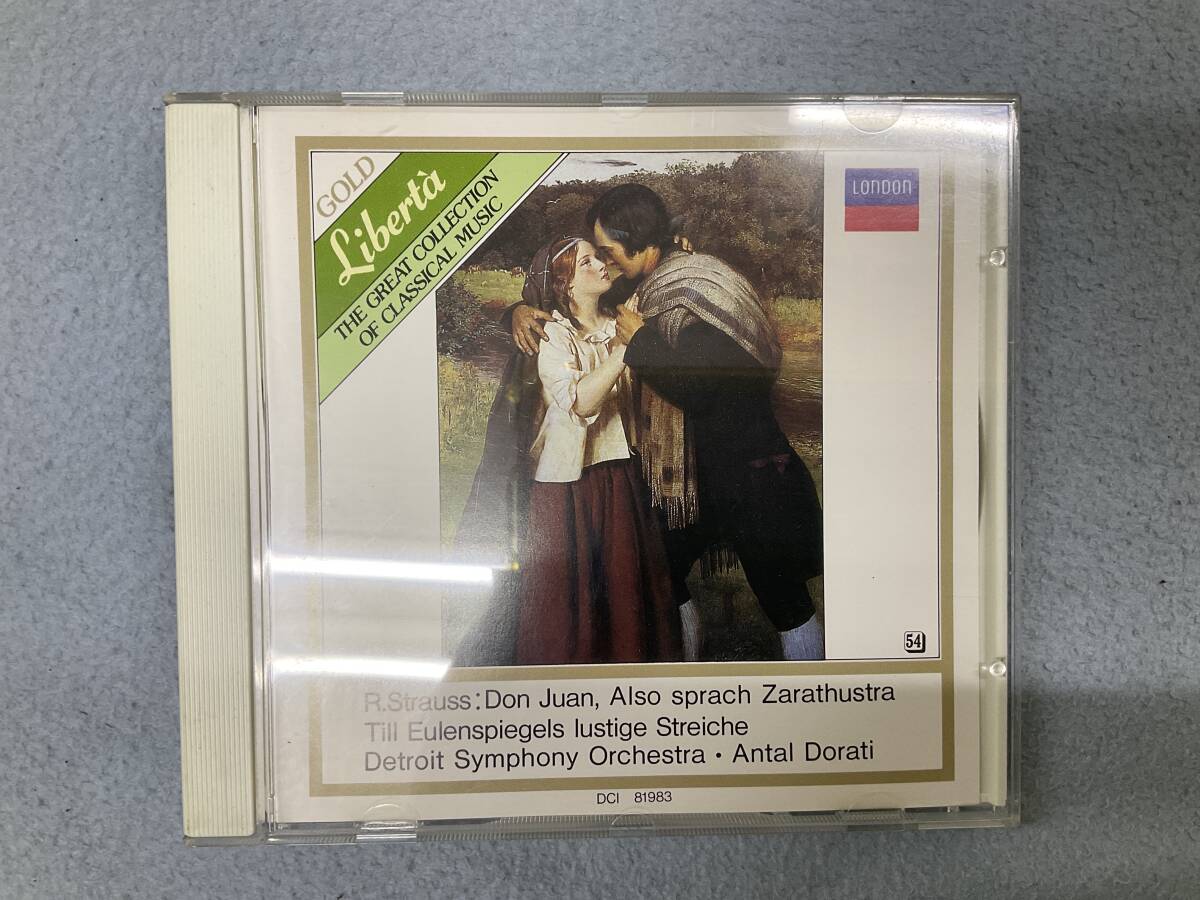 GOLD
Libertà
THE GREAT COLLECTION
OF CLASSICAL MUSIC
LONDON
54
R.Strauss:Don Juan, Also sprach Zarathustra
Till Eulenspiegels lustige Streiche
Detroit Symphony Orchestra・Antal Dorati
DCI 81983